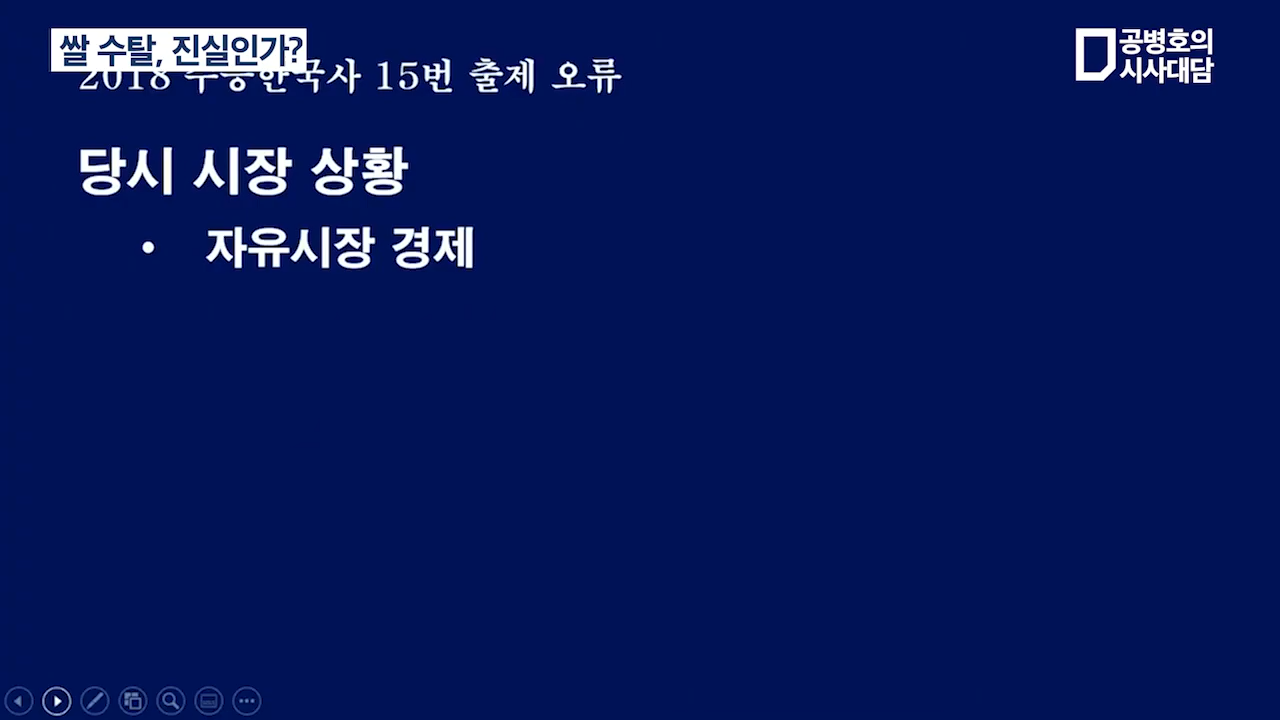 쌀 수탈, 진실인가?
2018 수능한국사 15번 출제 오류
공병호의
시사대담
당시 시장 상황
• 자유시장 경제